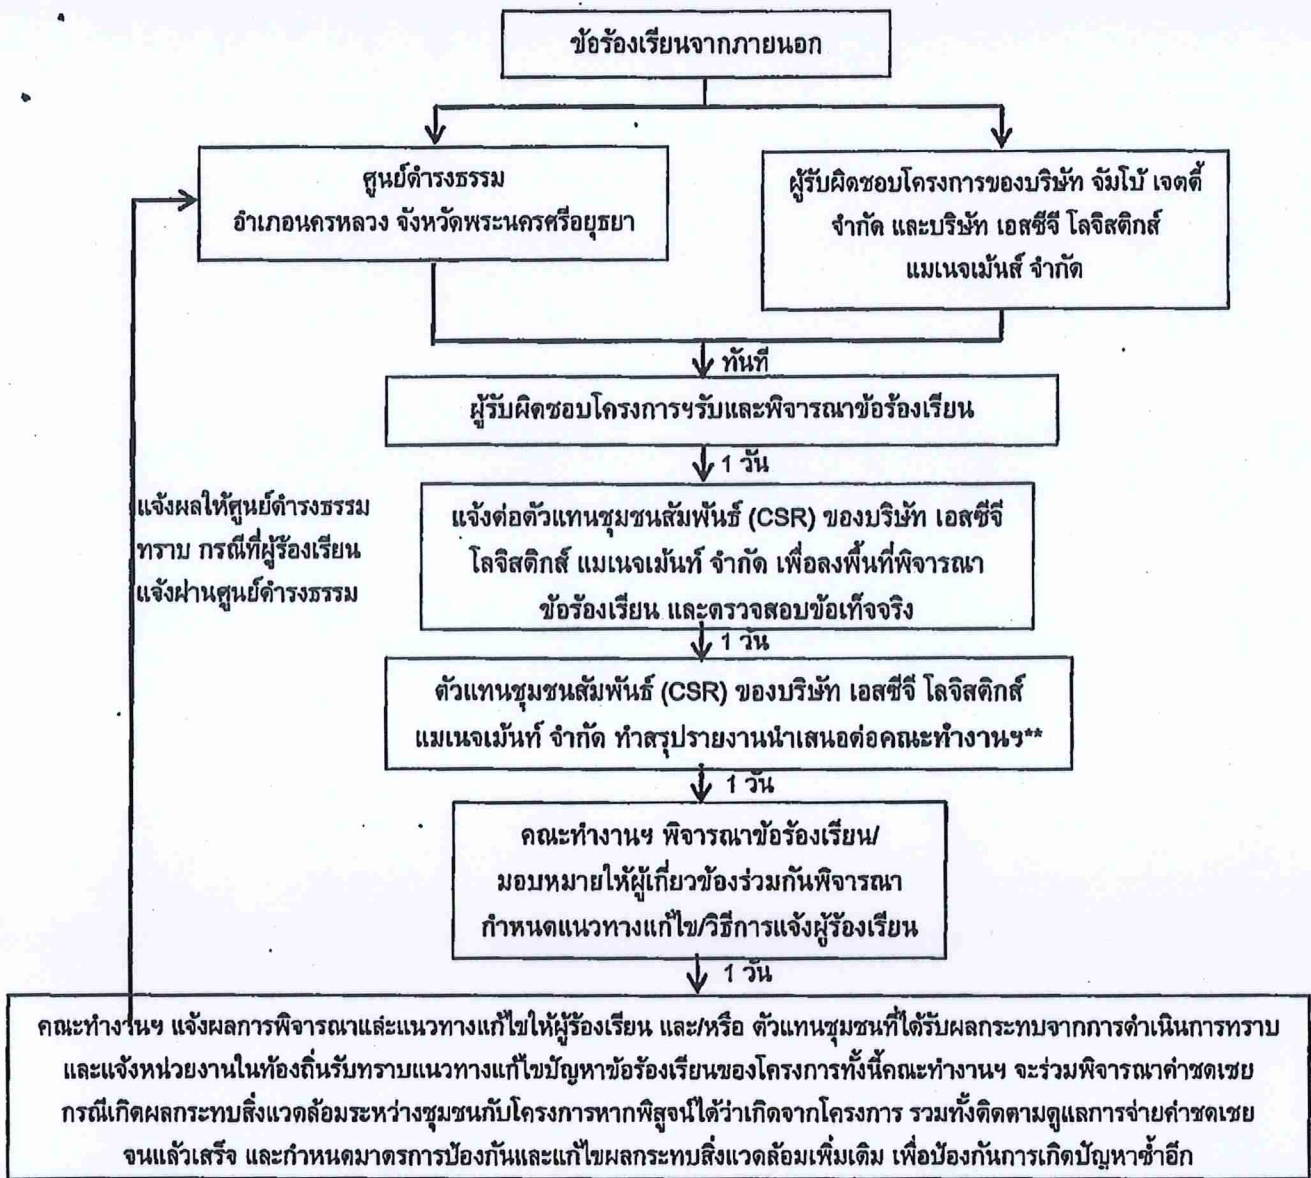 ข้อร้องเรียนจากภายนอก
ศูนย์ดำรงธรรม
อำเภอนครหลวง จังหวัดพระนครศรีอยุธยา
ผู้รับผิดชอบโครงการของบริษัท จัมโบ้ เจตตี้
จำกัด และบริษัท เอสซีจี โลจิสติกส์
แมเนจเม้นส์ จำกัด
ทันที
ผู้รับผิดชอบโครงการฯรับและพิจารณาข้อร้องเรียน
1 วัน
แจ้งผลให้ศูนย์ดำรงธรรม
ทราบ กรณีที่ผู้ร้องเรียน
แจ้งผ่านศูนย์ดำรงธรรม
แจ้งต่อตัวแทนชุมชนสัมพันธ์ (CSR) ของบริษัท เอสซีจี
โลจิสติกส์ แมเนจเม้นท์ จำกัด เพื่อลงพื้นที่พิจารณา
ข้อร้องเรียน และตรวจสอบข้อเท็จจริง
1 วัน
ตัวแทนชุมชนสัมพันธ์ (CSR) ของบริษัท เอสซีจี โลจิสติกส์
แมเนจเม้นท์ จำกัด ทำสรุปรายงานนำเสนอต่อคณะทำงานฯ**
1 วัน
คณะทำงานฯ พิจารณาข้อร้องเรียน/
มอบหมายให้ผู้เกี่ยวข้องร่วมกันพิจารณา
กำหนดแนวทางแก้ไข/วิธีการแจ้งผู้ร้องเรียน
1 วัน
คณะทำงานฯ แจ้งผลการพิจารณาและแนวทางแก้ไขให้ผู้ร้องเรียน และ/หรือ ตัวแทนชุมชนที่ได้รับผลกระทบจากการดำเนินการทราบ
และแจ้งหน่วยงานในท้องถิ่นรับทราบแนวทางแก้ไขปัญหาข้อร้องเรียนของโครงการทั้งนี้คณะทำงานฯ จะร่วมพิจารณาค่าชดเชย
กรณีเกิดผลกระทบสิ่งแวดล้อมระหว่างชุมชนกับโครงการหากพิสูจน์ได้ว่าเกิดจากโครงการ รวมทั้งติดตามดูแลการจ่ายค่าชดเชย
จนแล้วเสร็จ และกำหนดมาตรการป้องกันและแก้ไขผลกระทบสิ่งแวดล้อมเพิ่มเติม เพื่อป้องกันการเกิดปัญหาซ้ำอีก